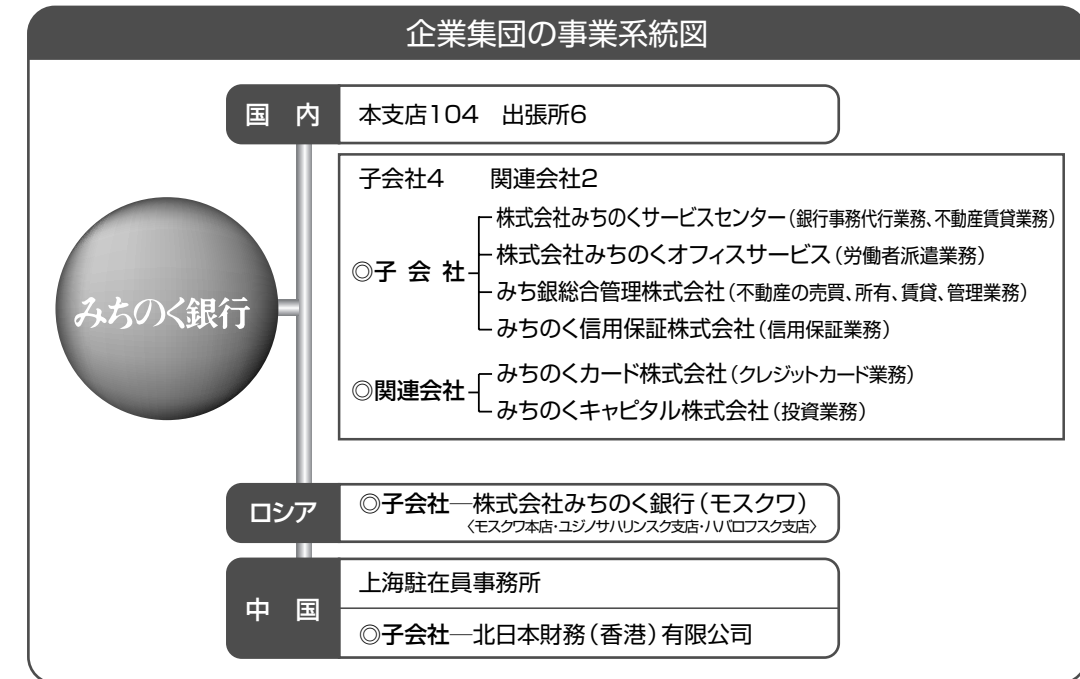 企業集団の事業系統図
国 内
本支店104 出張所6
みちのく銀行
子会社4 関連会社2
◎子 会 社
株式会社みちのくサービスセンター(銀行事務代行業務、不動産賃貸業務)
株式会社みちのくオフィスサービス(労働者派遣業務)
みち銀総合管理株式会社(不動産の売買、所有、賃貸、管理業務)
みちのく信用保証株式会社(信用保証業務)
◎関連会社
みちのくカード株式会社(クレジットカード業務)
みちのくキャピタル株式会社(投資業務)
ロシア
◎子会社─株式会社みちのく銀行(モスクワ)
〈モスクワ本店・ユジノサハリンスク支店・ハバロフスク支店〉
中 国
上海駐在員事務所
◎子会社─北日本財務(香港)有限公司